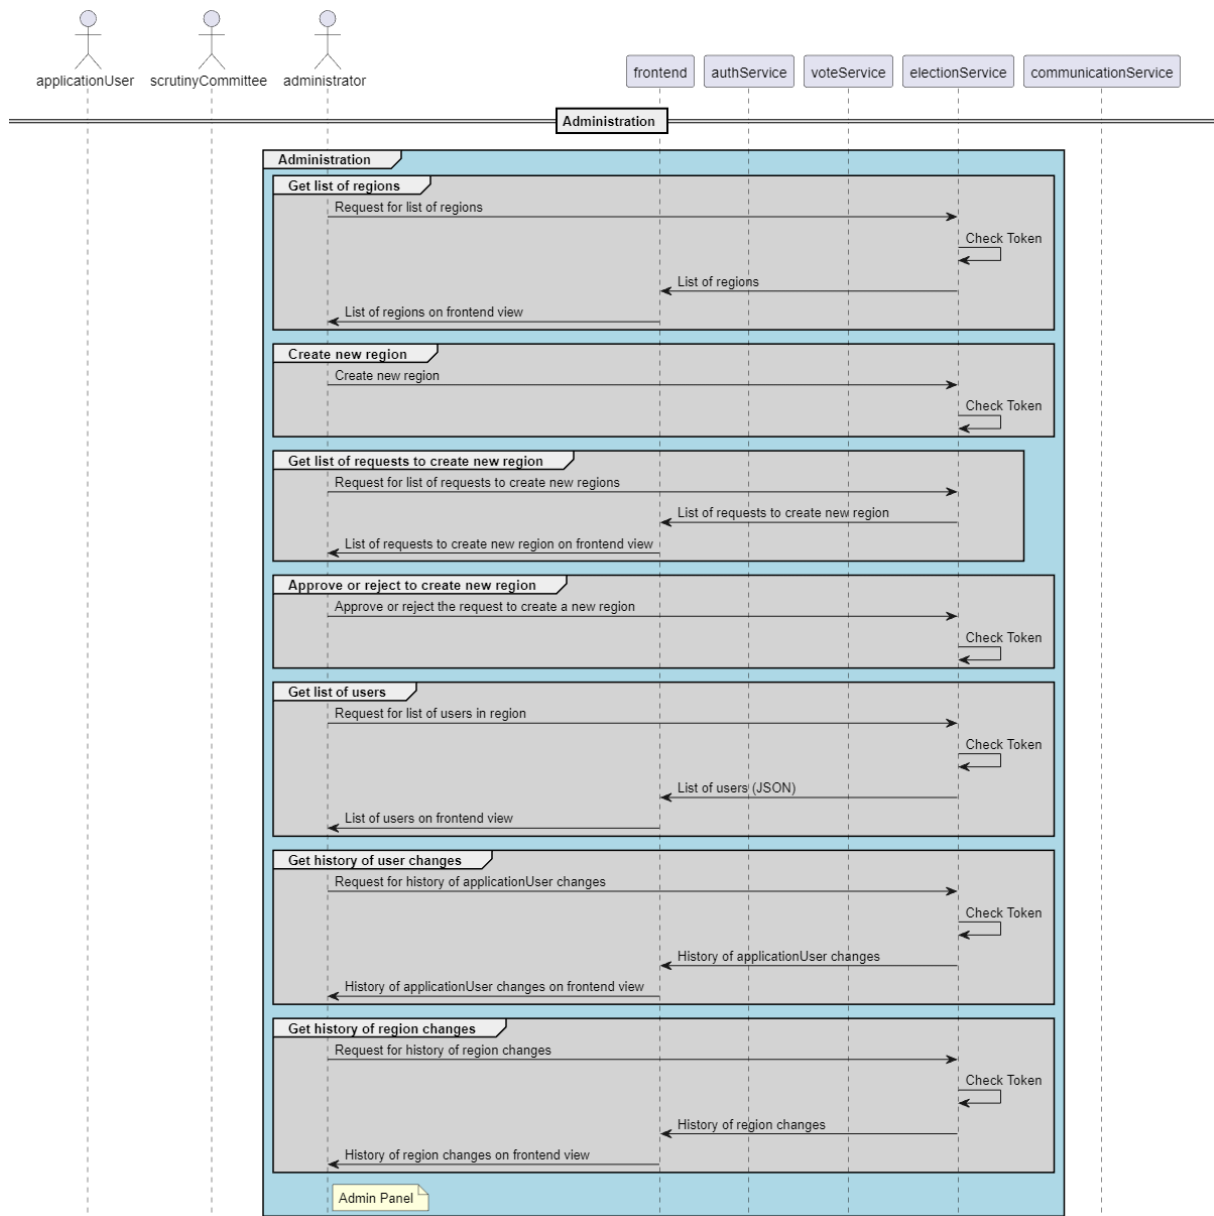 applicationUser
scrutinyCommittee
administrator
frontend
authService
voteService
electionService
communicationService
Administration
Administration
Get list of regions
Request for list of regions
Check Token
List of regions
List of regions on frontend view
Create new region
Create new region
Check Token
Get list of requests to create new region
Request for list of requests to create new regions
List of requests to create new region
List of requests to create new region on frontend view
Approve or reject to create new region
Approve or reject the request to create a new region
Check Token
Get list of users
Request for list of users in region
Check Token
List of users (JSON)
List of users on frontend view
Get history of user changes
Request for history of applicationUser changes
Check Token
History of applicationUser changes
History of applicationUser changes on frontend view
Get history of region changes
Request for history of region changes
Check Token
History of region changes
History of region changes on frontend view
Admin Panel